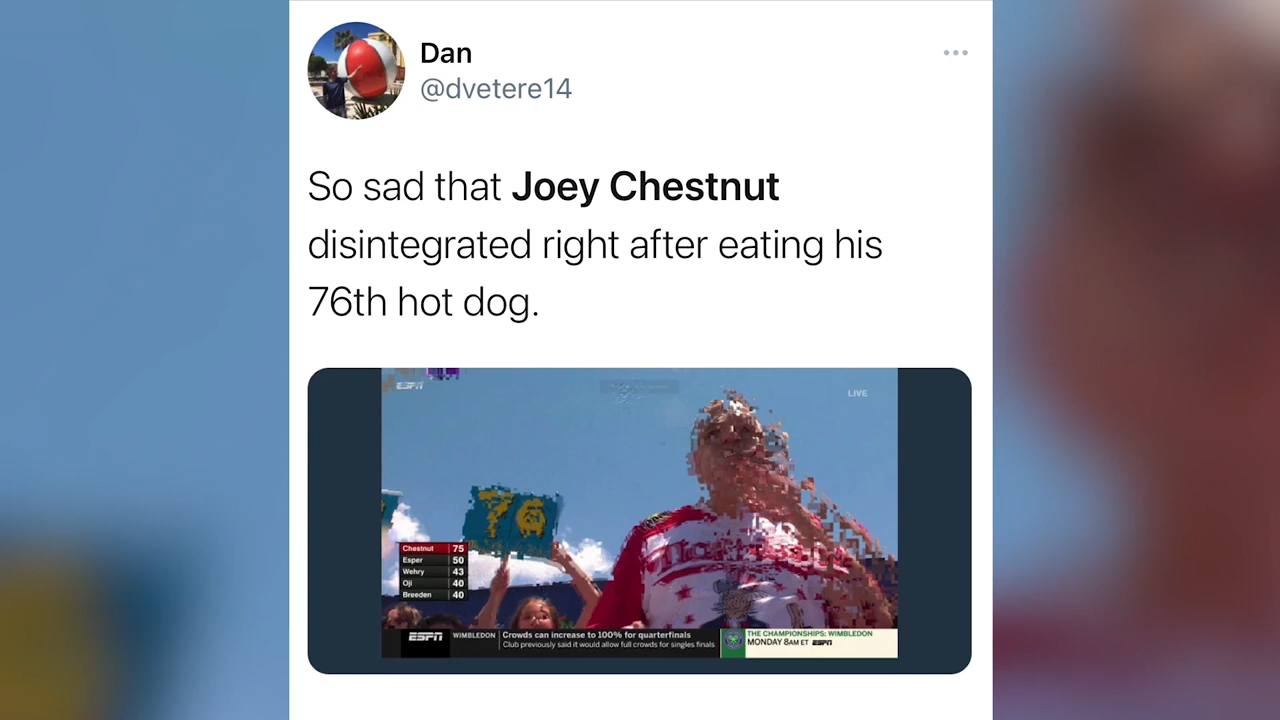 Dan
@dvetere14
So sad that Joey Chestnut
disintegrated right after eating his
76th hot dog.
ESPN
LIVE
76
Chestnut 75
Esper 50
Wehry 43
Oji 40
Breeden 40
ESPN WIMBLEDON Crowds can increase to 100% for quarterfinals
Club previously said it would allow full crowds for singles finals
THE CHAMPIONSHIPS: WIMBLEDON
MONDAY 8AM ET ESPN